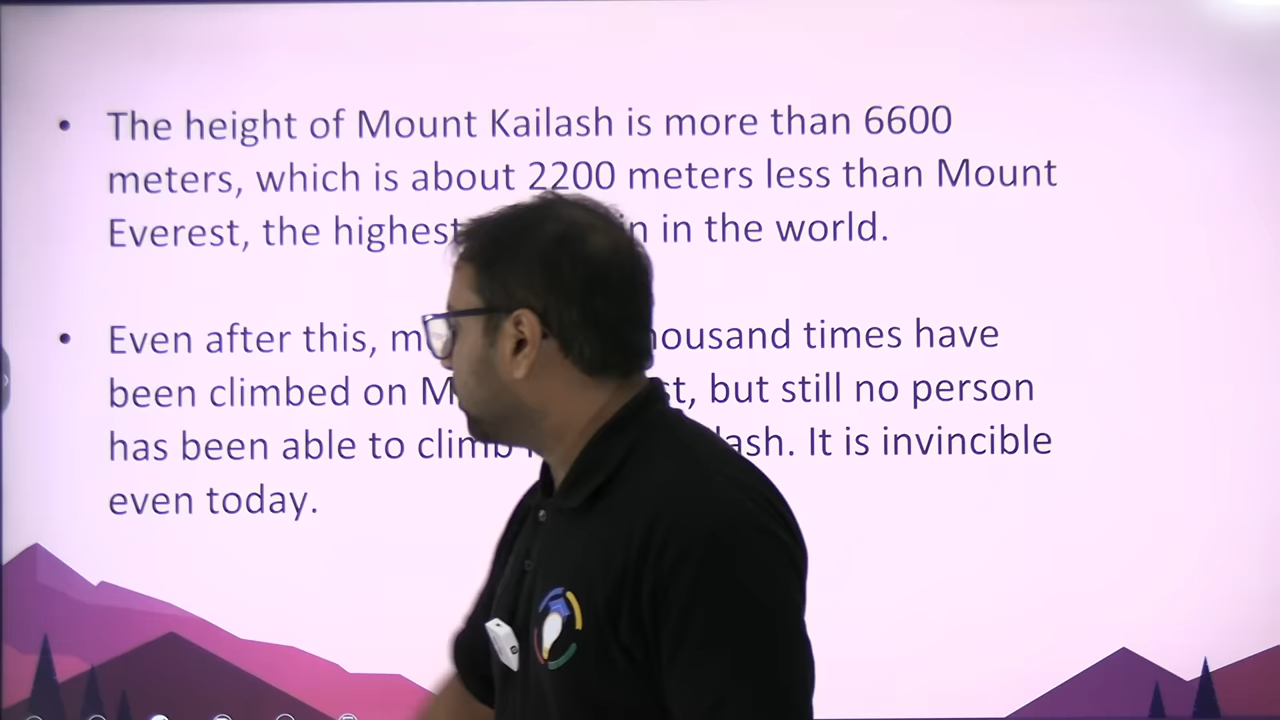 • The height of Mount Kailash is more than 6600
meters, which is about 2200 meters less than Mount
Everest, the highest in the world.
• Even after this, times have
been climbed on but still no person
has been able to climb It is invincible
even today.